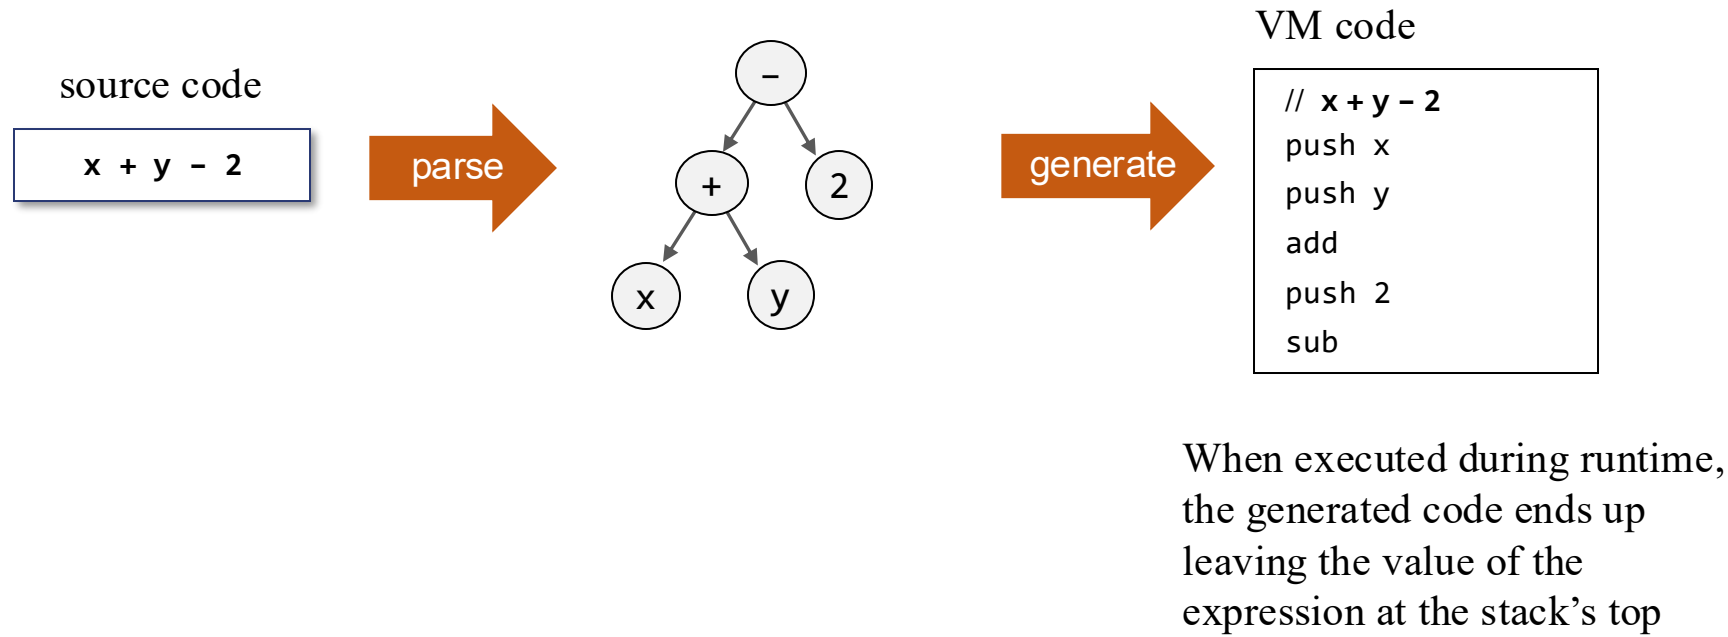 source code
x + y - 2
parse
-
+
2
x
y
generate
VM code
// x + y – 2
push x
push y
add
push 2
sub
When executed during runtime,
the generated code ends up
leaving the value of the
expression at the stack’s top